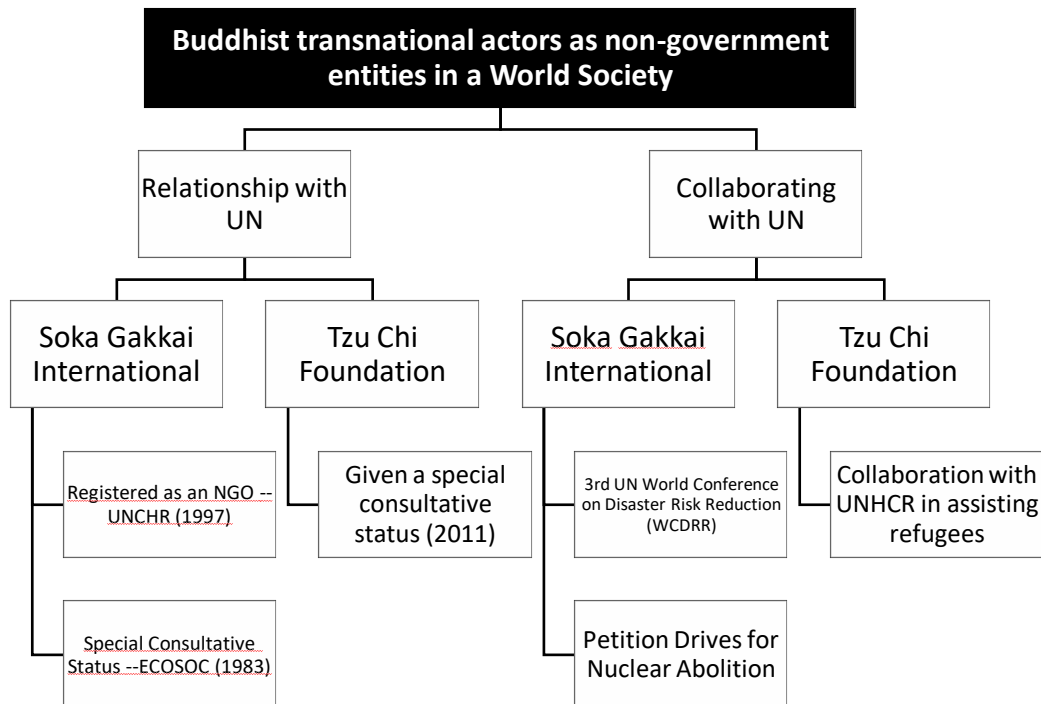 Buddhist transnational actors as non-government
entities in a World Society
Relationship with
UN
Collaborating
with UN
Soka Gakkai
International
Tzu Chi
Foundation
Soka Gakkai
International
Tzu Chi
Foundation
Registered as an NGO --
UNCHR (1997)
Given a special
consultative
status (2011)
3rd UN World Conference
on Disaster Risk Reduction
(WCDRR)
Collaboration with
UNHCR in assisting
refugees
Special Consultative
Status --ECOSOC (1983)
Petition Drives for
Nuclear Abolition